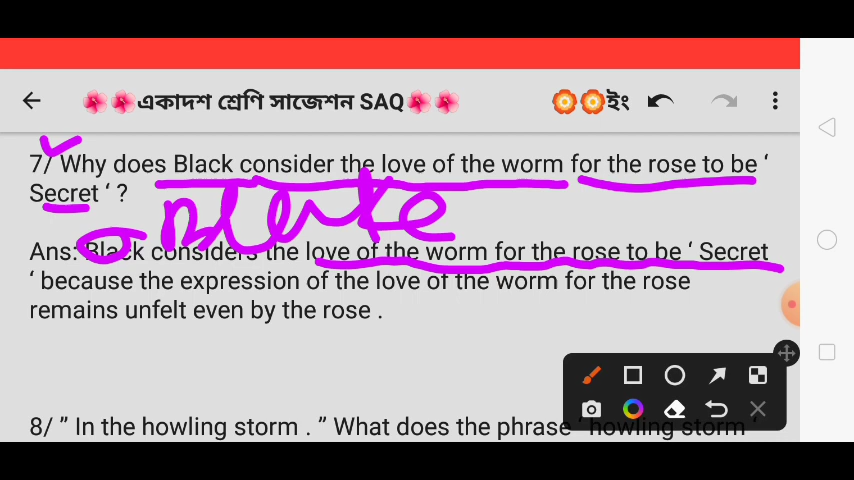 একাদশ শ্রেণি সাজেশন SAQ ইং
7/ Why does Black consider the love of the worm for the rose to be ‘
Secret ‘ ?
Blake
Ans: Black considers the love of the worm for the rose to be ‘ Secret
‘ because the expression of the love of the worm for the rose
remains unfelt even by the rose .
8/ ” In the howling storm . ” What does the phrase ‘ howling storm ‘